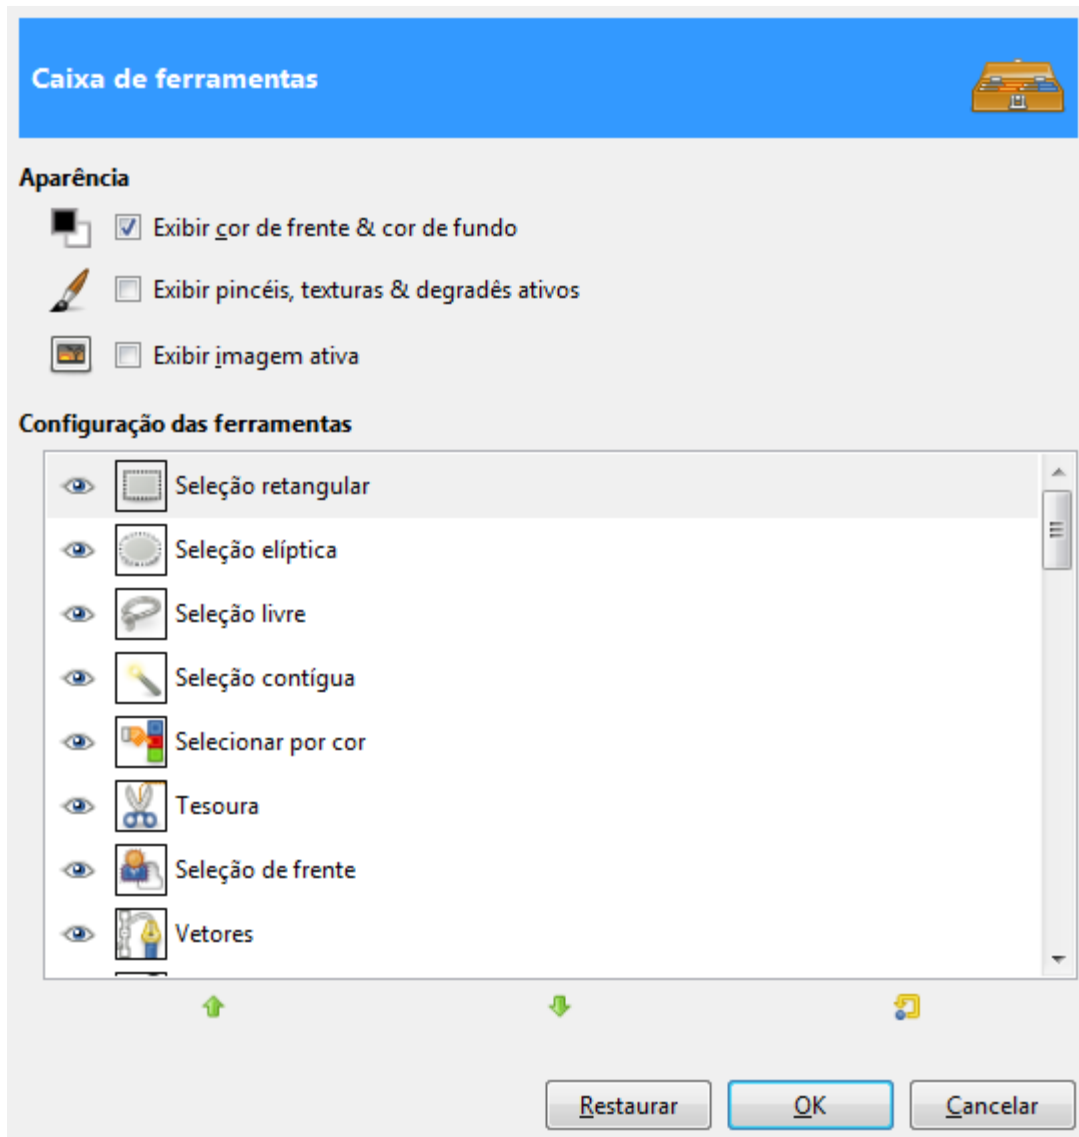 Caixa de ferramentas
Aparência
Exibir cor de frente & cor de fundo
Exibir pincéis, texturas & degradês ativos
Exibir imagem ativa
Configuração das ferramentas
Seleção retangular
Seleção elíptica
Seleção livre
Seleção contígua
Selecionar por cor
Tesoura
Seleção de frente
Vetores
Restaurar
OK
Cancelar